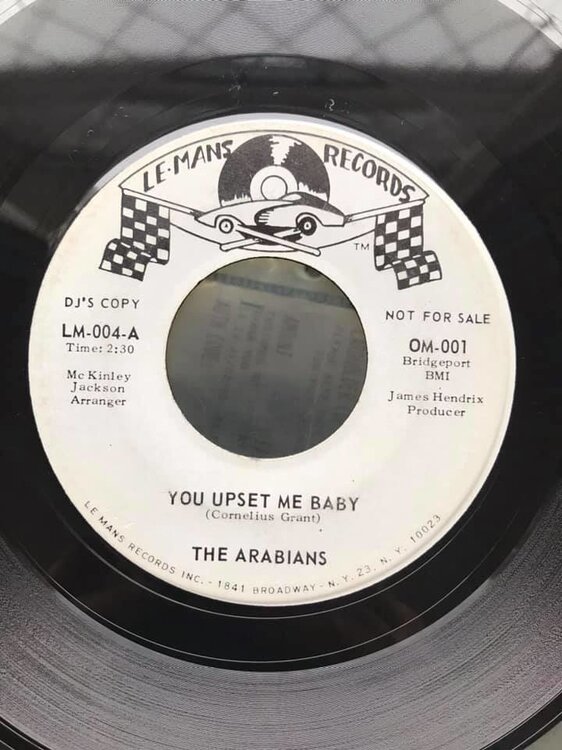 LE-MANS RECORDS
TM
DJ'S COPY
LM-004-A
Time: 2:30
McKinley
Jackson
Arranger
NOT FOR SALE
OM-001
Bridgeport
BMI
James Hendrix
Producer
YOU UPSET ME BABY
(Cornelius Grant)
THE ARABIANS
LE MANS RECORDS INC. - 1841 BROADWAY - N. Y. 23, N. Y. 10023